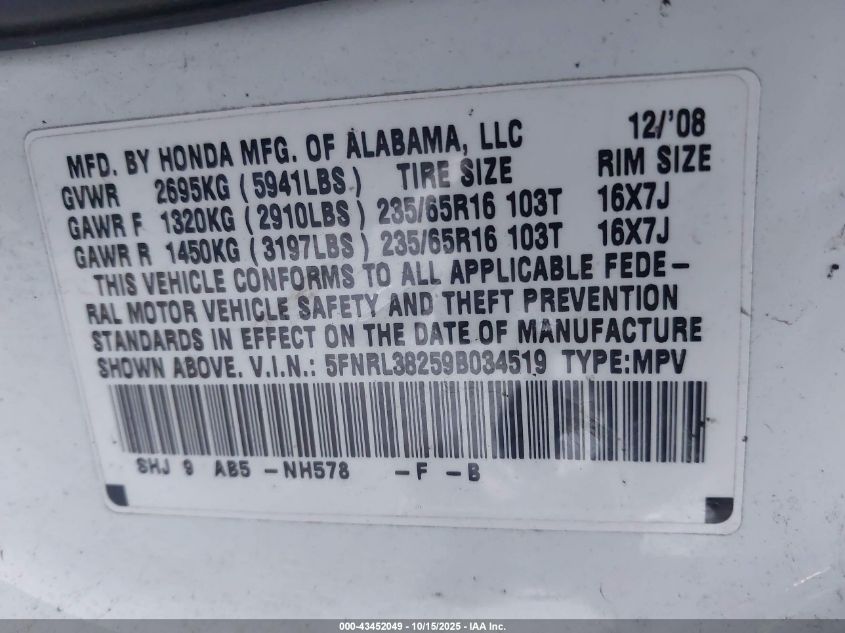 MFD. BY HONDA MFG. OF ALABAMA, LLC 12/'08
GVWR 2695KG (5941LBS) TIRE SIZE RIM SIZE
GAWR F 1320KG (2910LBS) 235/65R16 103T 16X7J
GAWR R 1450KG (3197LBS) 235/65R16 103T 16X7J
THIS VEHICLE CONFORMS TO ALL APPLICABLE FEDE-
RAL MOTOR VEHICLE SAFETY AND THEFT PREVENTION
STANDARDS IN EFFECT ON THE DATE OF MANUFACTURE
SHOWN ABOVE. V.I.N.: 5FNRL38259B034519 TYPE:MPV
SHJ 9 AB5 -NH578 -F -B
000-43452049 - 10/15/2025 - IAA Inc.